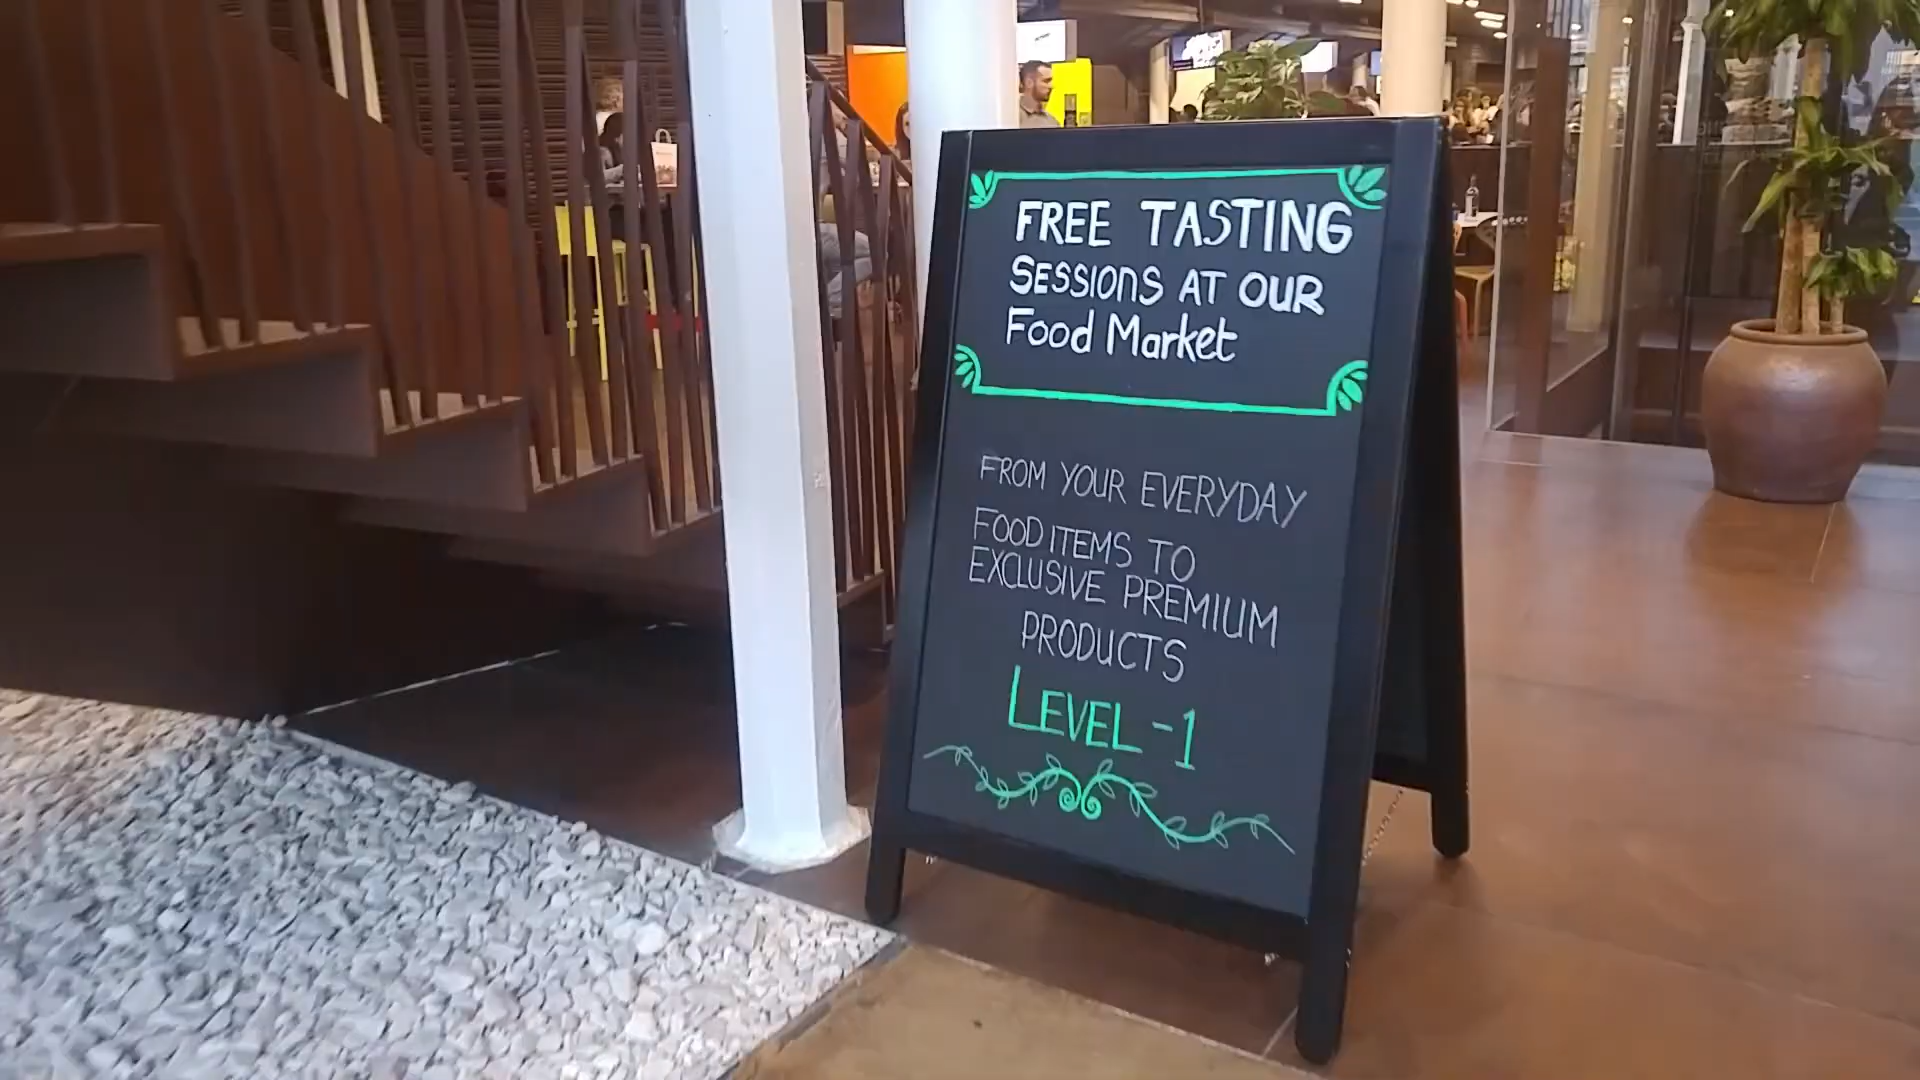 FREE TASTING
SESSIONS AT OUR
Food Market
FROM YOUR EVERYDAY
FOOD ITEMS TO
EXCLUSIVE PREMIUM
PRODUCTS
LEVEL -1